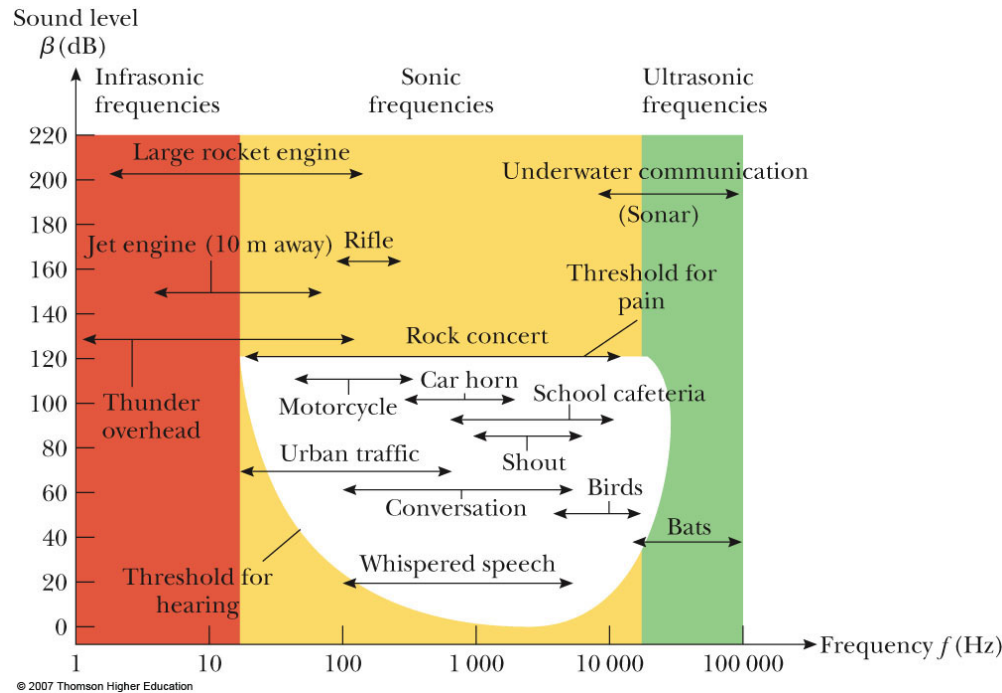 Sound level
β (dB)
Infrasonic
frequencies
Sonic
frequencies
Ultrasonic
frequencies
220
200
180
160
140
120
100
80
60
40
20
0
Large rocket engine
Underwater communication
(Sonar)
Jet engine (10 m away)
Rifle
Threshold for
pain
Rock concert
Car horn
Motorcycle
School cafeteria
Thunder
overhead
Shout
Urban traffic
Birds
Conversation
Bats
Whispered speech
Threshold for
hearing
1
10
100
1 000
10 000
100 000
Frequency f (Hz)
© 2007 Thomson Higher Education